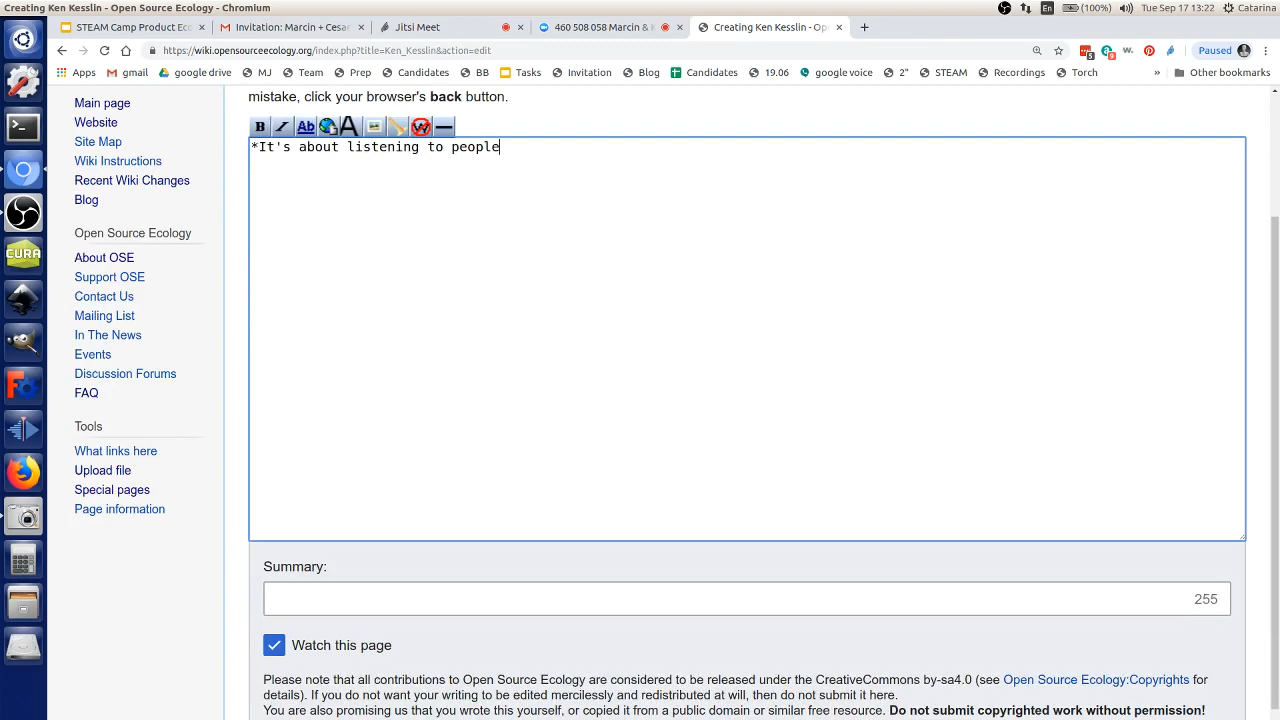 Creating Ken Kesslin - Open Source Ecology - Chromium
En (100%) Tue Sep 17 13:22 Catarina
STEAM Camp Product Eco × Invitation: Marcin + Cesar × Jitsi Meet × 460 508 058 Marcin & K × Creating Ken Kesslin - Ope × +
https://wiki.opensourceecology.org/index.php?title=Ken_Kesslin&action=edit Paused
Apps gmail google drive MJ Team Prep Candidates BB Tasks Invitation Blog Candidates 19.06 google voice 2" STEAM Recordings Torch » Other bookmarks
mistake, click your browser's back button.
B I Ab A W
*It's about listening to people
Main page
Website
Site Map
Wiki Instructions
Recent Wiki Changes
Blog
Open Source Ecology
About OSE
Support OSE
Contact Us
Mailing List
In The News
Events
Discussion Forums
FAQ
Tools
What links here
Upload file
Special pages
Page information
CURA
Summary:
255
Watch this page
Please note that all contributions to Open Source Ecology are considered to be released under the CreativeCommons by-sa4.0 (see Open Source Ecology:Copyrights for
details). If you do not want your writing to be edited mercilessly and redistributed at will, then do not submit it here.
You are also promising us that you wrote this yourself, or copied it from a public domain or similar free resource. Do not submit copyrighted work without permission!